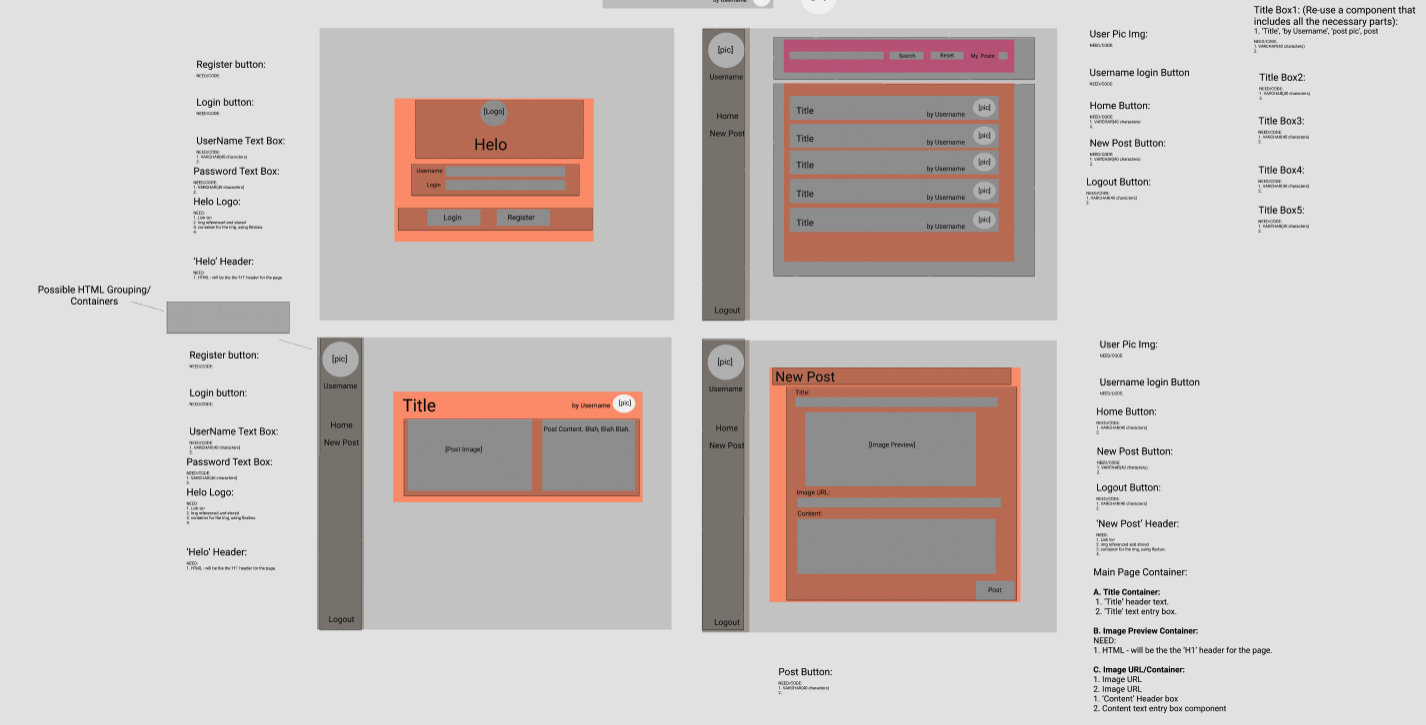 by Username
Register button:
NEED/CODE:
Login button:
NEED/CODE:
UserName Text Box:
NEED/CODE:
1. VARCHAR(40 characters)
2.
Password Text Box:
NEED/CODE:
1. VARCHAR(40 characters)
2.
Helo Logo:
NEED:
1. Link to=
2. Img referenced and stored
3. container for the img, using flexbox.
4.
'Helo' Header:
NEED:
1. HTML - will be the the 'H1' header for the page.
Possible HTML Grouping/
Containers
[Logo]
Helo
Username
Login
Login
Register
[pic]
Username
Home
New Post
Logout
Search
Reset
My Posts
Title
by Username
[pic]
Title
by Username
[pic]
Title
by Username
[pic]
Title
by Username
[pic]
Title
by Username
[pic]
User Pic Img:
NEED/CODE:
Username login Button
NEED/CODE:
Home Button:
NEED/CODE:
1. VARCHAR(40 characters)
2.
New Post Button:
NEED/CODE:
1. VARCHAR(40 characters)
2.
Logout Button:
NEED/CODE:
1. VARCHAR(40 characters)
2.
Title Box1: (Re-use a component that
includes all the necessary parts):
1. 'Title', 'by Username', 'post pic', post
NEED/CODE:
1. VARCHAR(40 characters)
2.
Title Box2:
NEED/CODE:
1. VARCHAR(40 characters)
2.
Title Box3:
NEED/CODE:
1. VARCHAR(40 characters)
2.
Title Box4:
NEED/CODE:
1. VARCHAR(40 characters)
2.
Title Box5:
NEED/CODE:
1. VARCHAR(40 characters)
2.
Register button:
NEED/CODE:
Login button:
NEED/CODE:
UserName Text Box:
NEED/CODE:
1. VARCHAR(40 characters)
2.
Password Text Box:
NEED/CODE:
1. VARCHAR(40 characters)
2.
Helo Logo:
NEED:
1. Link to=
2. Img referenced and stored
3. container for the img, using flexbox.
4.
'Helo' Header:
NEED:
1. HTML - will be the the 'H1' header for the page.
[pic]
Username
Home
New Post
Logout
Title
by Username
[pic]
[Post Image]
Post Content. Blah, Blah Blah,
[pic]
Username
Home
New Post
Logout
New Post
Title:
[Image Preview]
Image URL:
Content:
Post
User Pic Img:
NEED/CODE:
Username login Button
NEED/CODE:
Home Button:
NEED/CODE:
1. VARCHAR(40 characters)
2.
New Post Button:
NEED/CODE:
1. VARCHAR(40 characters)
2.
Logout Button:
NEED/CODE:
1. VARCHAR(40 characters)
2.
'New Post' Header:
NEED:
1. Link to=
2. Img referenced and stored
3. container for the img, using flexbox.
4.
Main Page Container:
A. Title Container:
1. 'Title' header text.
2. 'Title' text entry box.
B. Image Preview Container:
NEED:
1. HTML - will be the the 'H1' header for the page.
C. Image URL/Container:
1. Image URL
2. Image URL
1. 'Content' Header box
2. Content text entry box component
Post Button:
NEED/CODE:
1. VARCHAR(40 characters)
2.